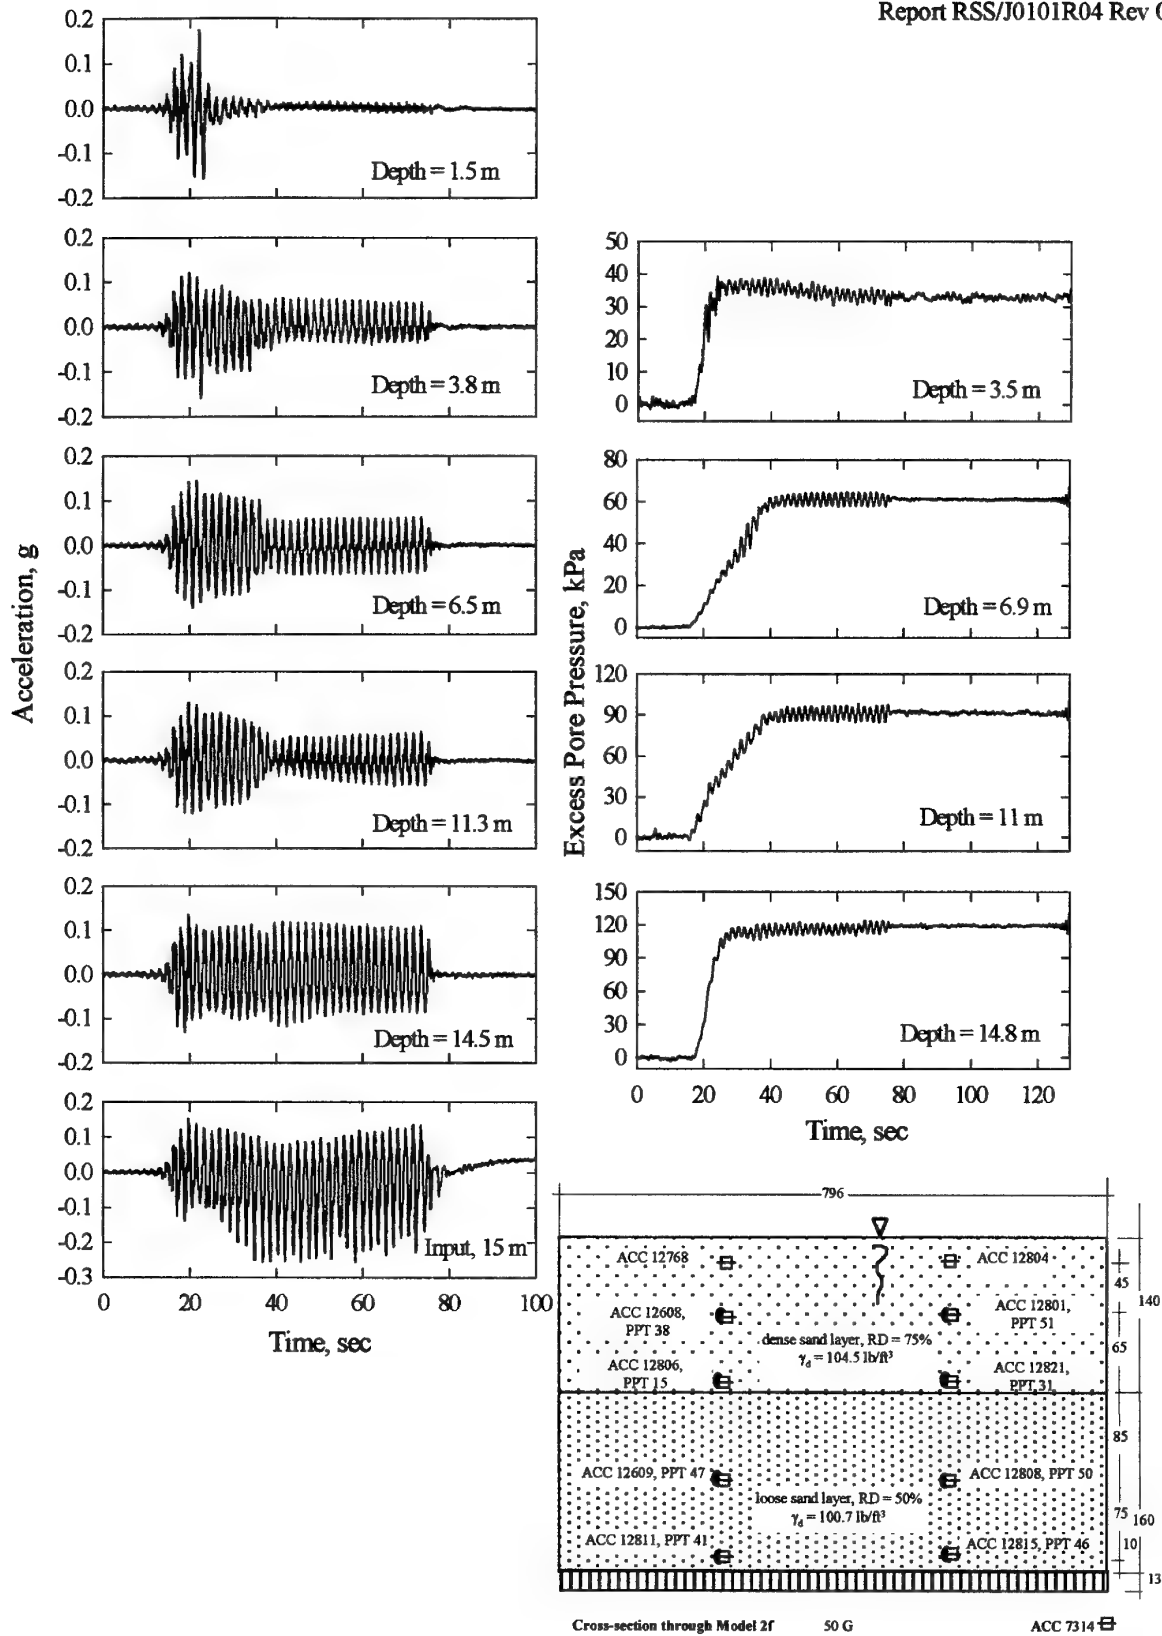 Report RSS/J0101R04 Rev
0.2
0.1
0.0
-0.1
-0.2
Depth = 1.5 m
0.2
0.1
0.0
-0.1
-0.2
Depth = 3.8 m
0.2
0.1
0.0
-0.1
-0.2
Depth = 6.5 m
0.2
0.1
0.0
-0.1
-0.2
Depth = 11.3 m
0.2
0.1
0.0
-0.1
-0.2
Depth = 14.5 m
0.2
0.1
0.0
-0.1
-0.2
-0.3
Input, 15 m
0 20 40 60 80 100
Time, sec
Acceleration, g
50
40
30
20
10
0
Depth = 3.5 m
80
60
40
20
0
Depth = 6.9 m
120
90
60
30
0
Depth = 11 m
150
120
90
60
30
0
Depth = 14.8 m
0 20 40 60 80 100 120
Time, sec
Excess Pore Pressure, kPa
796
ACC 12768
ACC 12804
45
140
ACC 12608,
PPT 38
ACC 12801,
PPT 51
dense sand layer, RD = 75%
γd = 104.5 lb/ft³
65
ACC 12806,
PPT 15
ACC 12821,
PPT 31
85
ACC 12609, PPT 47
ACC 12808, PPT 50
loose sand layer, RD = 50%
γd = 100.7 lb/ft³
75
160
ACC 12811, PPT 41
ACC 12815, PPT 46
10
13
Cross-section through Model 2f 50 G ACC 7314